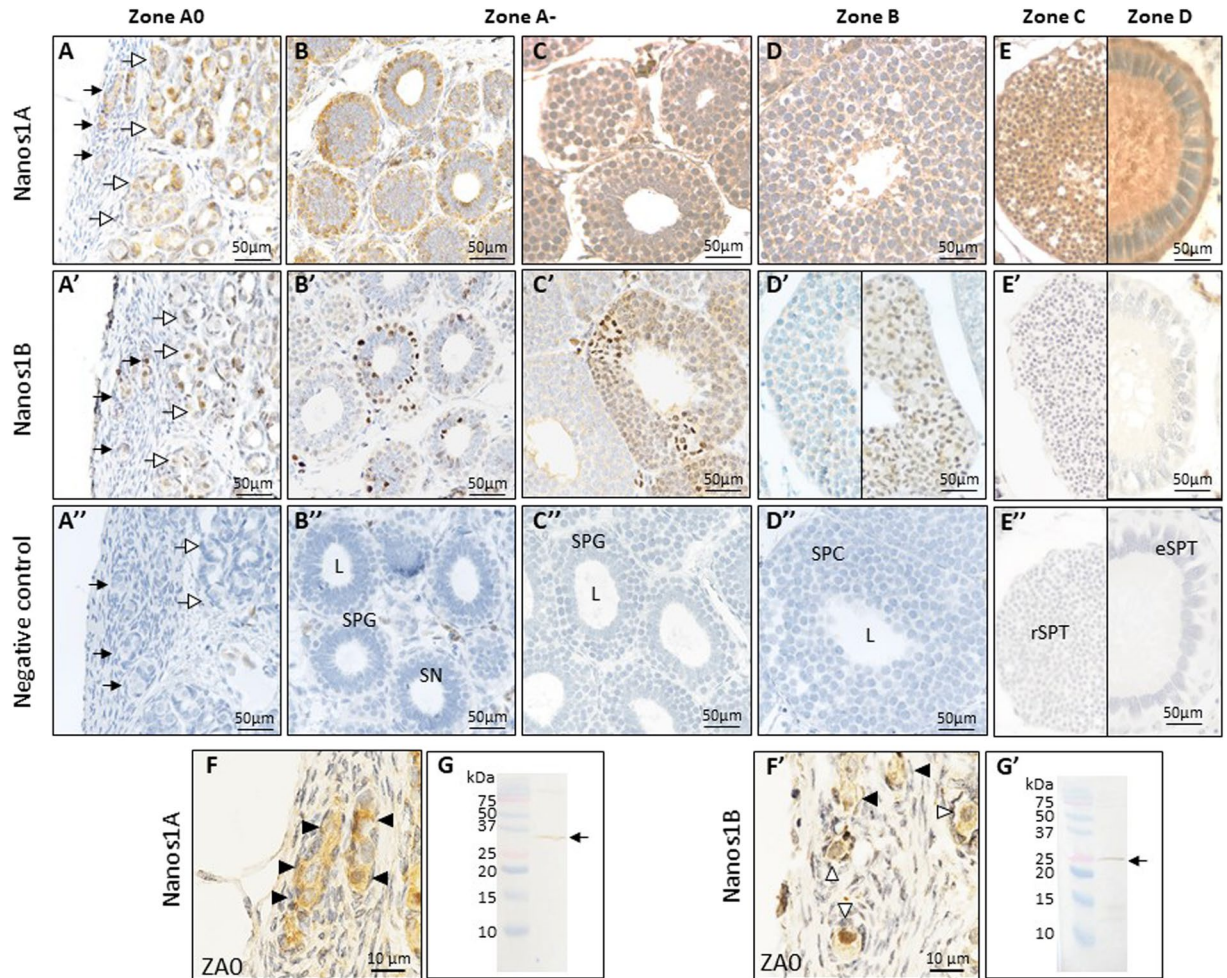 Zone A0 Zone A- Zone B Zone C Zone D
Nanos1A
A B C D E
50µm 50µm 50µm 50µm 50µm
Nanos1B
A’ B’ C’ D’ E’
50µm 50µm 50µm 50µm 50µm
Negative control
A’’ B’’ C’’ D’’ E’’
L SPG SPC eSPT
SPG L L rSPT
SN
50µm 50µm 50µm 50µm 50µm
Nanos1A
F G
kDa
75
50
37
25
20
15
10
ZA0 10 µm
Nanos1B
F’ G’
kDa
75
50
37
25
20
15
10
ZA0 10 µm